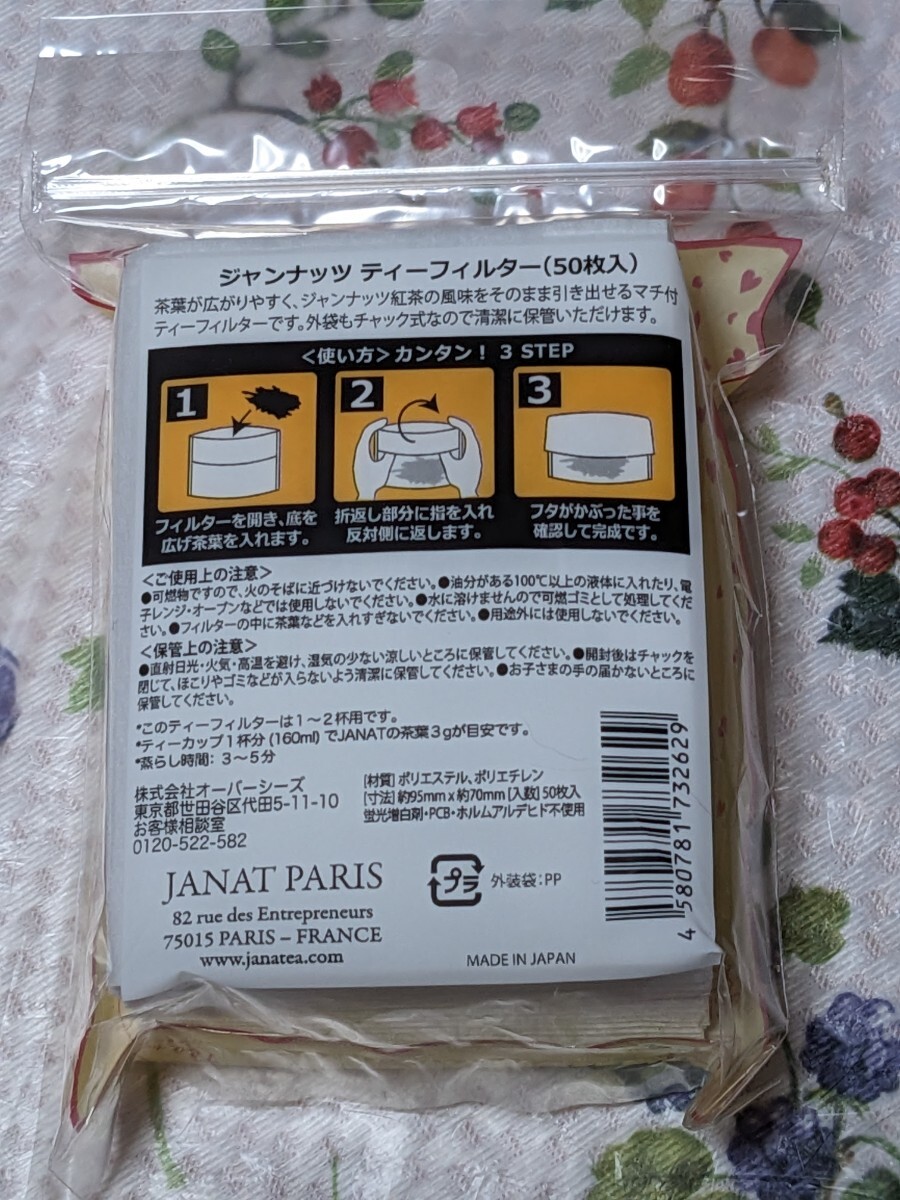 ジャンナッツ ティーフィルター(50枚入)
茶葉が広がりやすく、ジャンナッツ紅茶の風味をそのまま引き出せるマチ付
ティーフィルターです。外袋もチャック式なので清潔に保管いただけます。
<使い方>カンタン! 3 STEP
1
2
3
フィルターを開き、底を
広げ茶葉を入れます。
折返し部分に指を入れ
反対側に返します。
フタがかぶった事を
確認して完成です。
<ご使用上の注意>
●可燃物ですので、火のそばに近づけないでください。●油分がある100℃以上の液体に入れたり、電
子レンジ・オーブンなどでは使用しないでください。●水に溶けませんので可燃ゴミとして処理してくだ
さい。●フィルターの中に茶葉などを入れすぎないでください。●用途外には使用しないでください。
<保管上の注意>
●直射日光・火気・高温を避け、湿気の少ない涼しいところに保管してください。●開封後はチャックを
閉じて、ほこりやゴミなどが入らないよう清潔に保管してください。●お子さまの手の届かないところに
保管してください。
*このティーフィルターは1〜2杯用です。
*ティーカップ1杯分(160ml)でJANATの茶葉3gが目安です。
*蒸らし時間: 3〜5分
株式会社オーバーシーズ
東京都世田谷区代田5-11-10
お客様相談室
0120-522-582
[材質] ポリエステル、ポリエチレン
[寸法] 約95mm x 約70mm [入数] 50枚入
蛍光増白剤・PCB・ホルムアルデヒド不使用
JANAT PARIS
82 rue des Entrepreneurs
75015 PARIS – FRANCE
www.janatea.com
プラ
外装袋:PP
MADE IN JAPAN
4 580781 732629